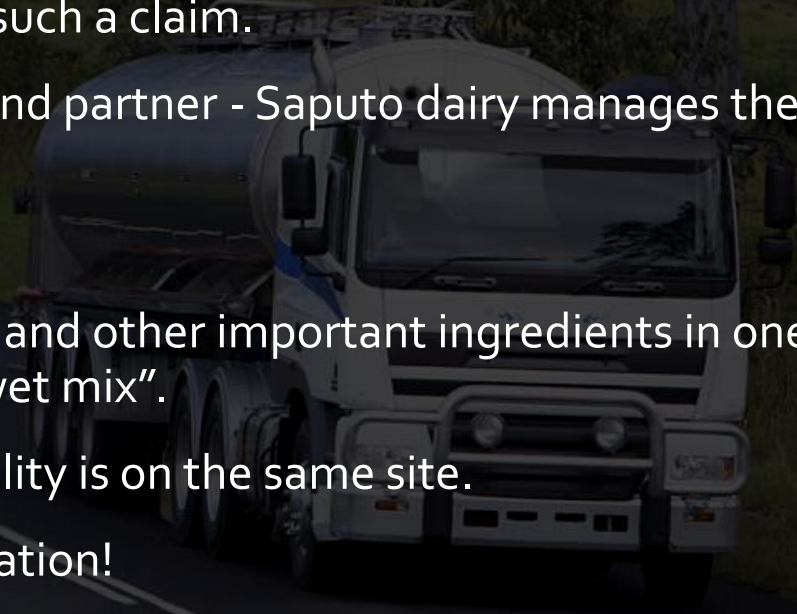 such a claim.
nd partner - Saputo dairy manages the
and other important ingredients in one
wet mix”.
lity is on the same site.
ation!